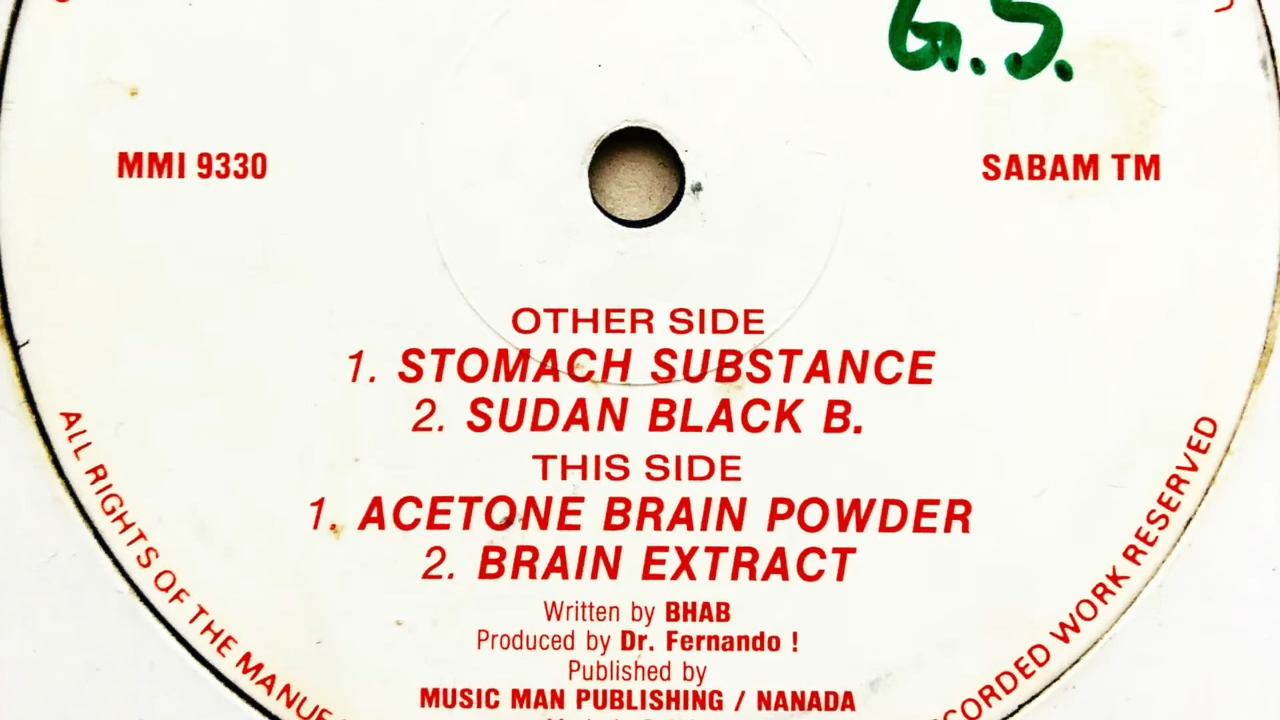 G.S.
MMI 9330
SABAM TM
OTHER SIDE
1. STOMACH SUBSTANCE
2. SUDAN BLACK B.
THIS SIDE
1. ACETONE BRAIN POWDER
2. BRAIN EXTRACT
Written by BHAB
Produced by Dr. Fernando !
Published by
MUSIC MAN PUBLISHING / NANADA
ALL RIGHTS OF THE
WORK RESERVED